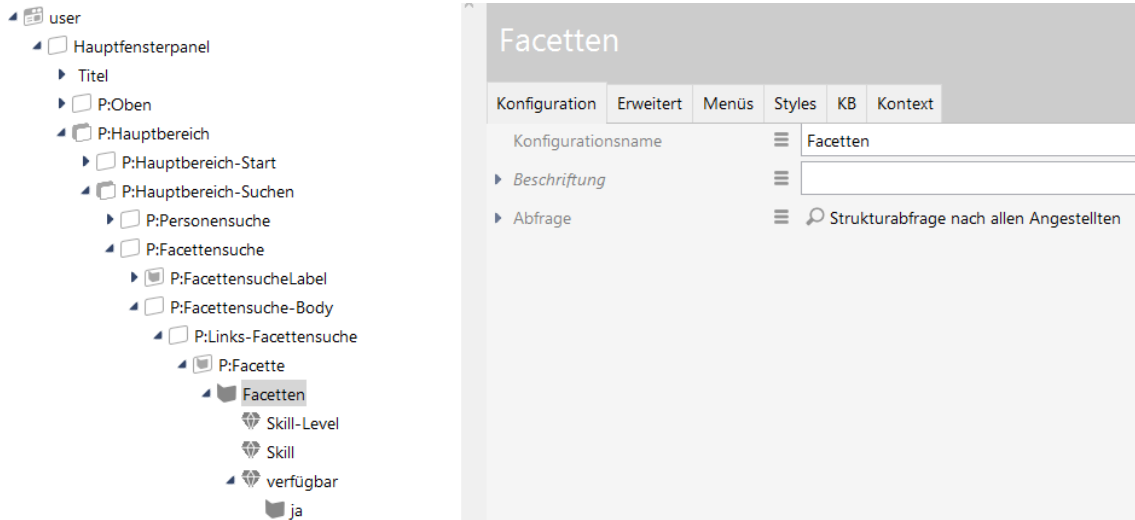 user
Hauptfensterpanel
Titel
P:Oben
P:Hauptbereich
P:Hauptbereich-Start
P:Hauptbereich-Suchen
P:Personensuche
P:Facettensuche
P:FacettensucheLabel
P:Facettensuche-Body
P:Links-Facettensuche
P:Facette
Facetten
Skill-Level
Skill
verfügbar
ja
Facetten
Konfiguration Erweitert Menüs Styles KB Kontext
Konfigurationsname Facetten
Beschriftung
Abfrage Strukturabfrage nach allen Angestellten